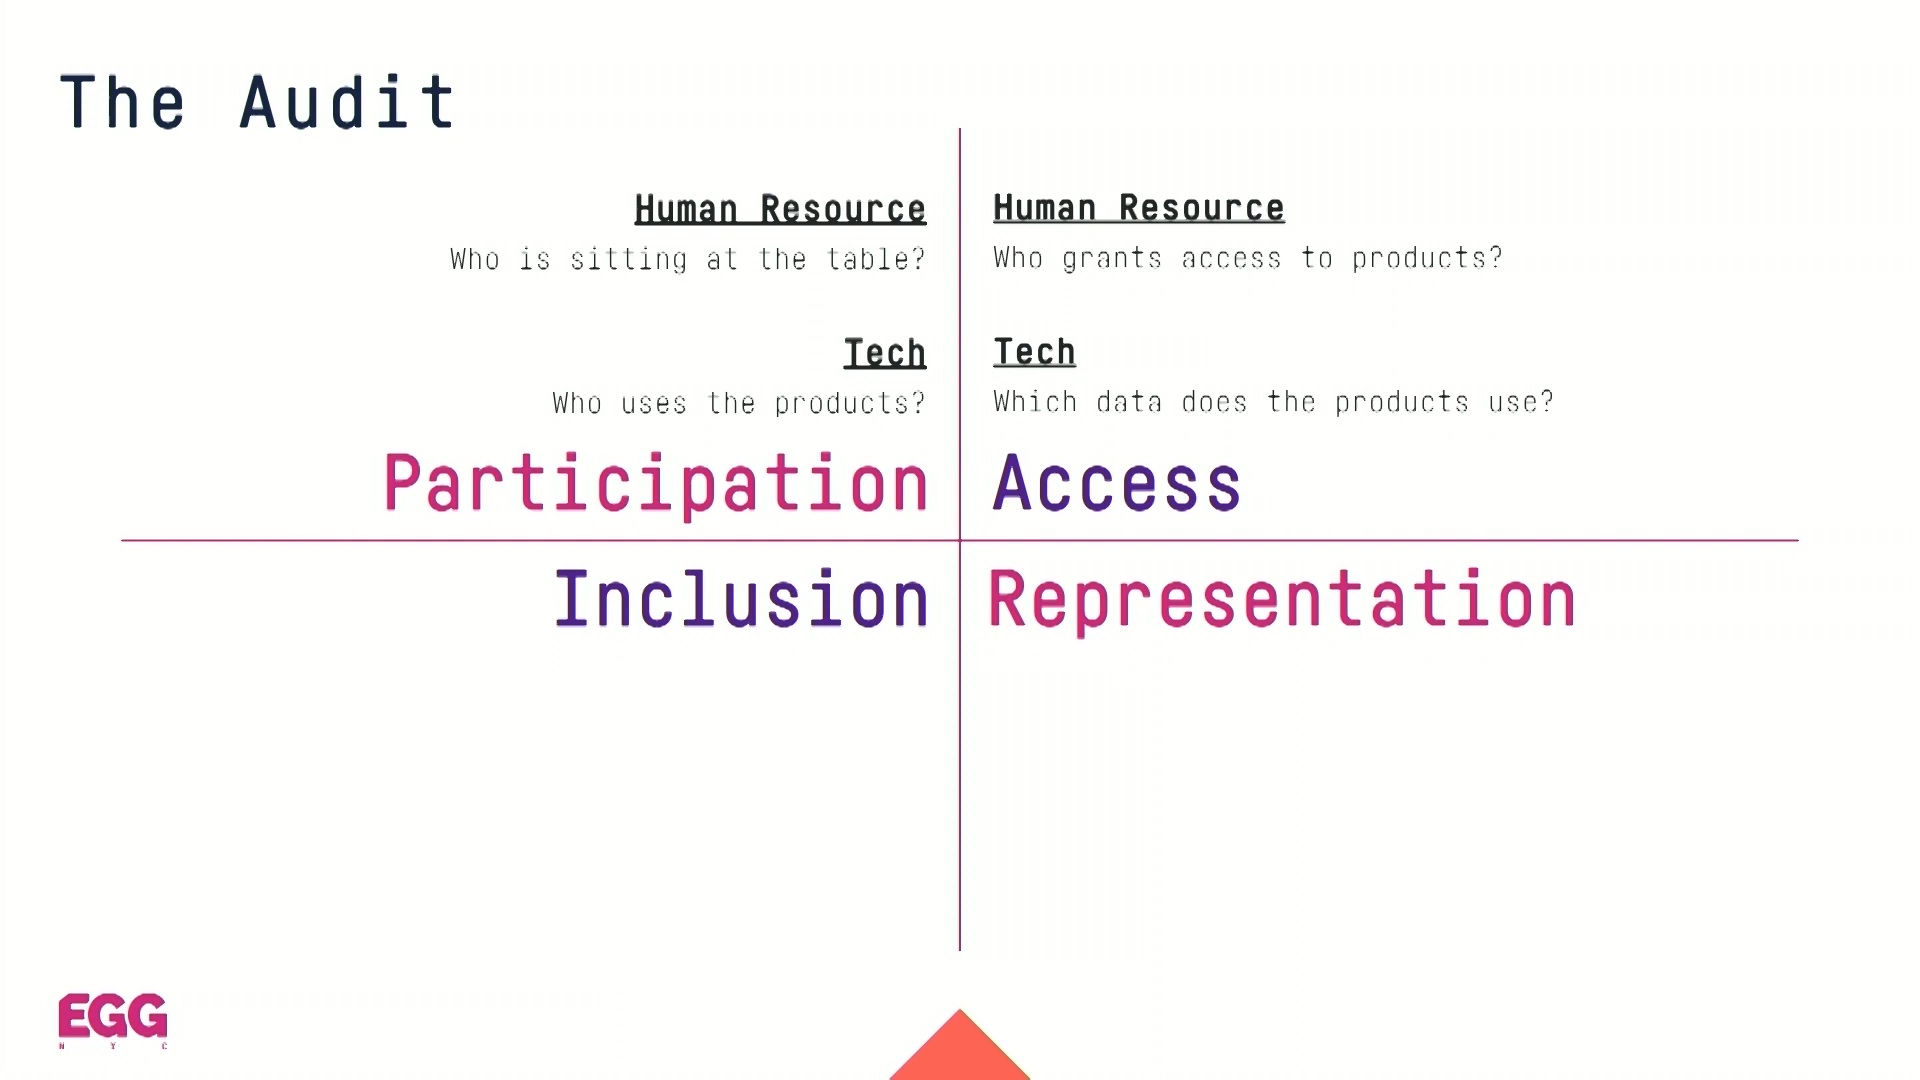 The Audit
Human Resource
Who is sitting at the table?
Tech
Who uses the products?
Participation
Human Resource
Who grants access to products?
Tech
Which data does the products use?
Access
Inclusion
Representation
EGG
NYC